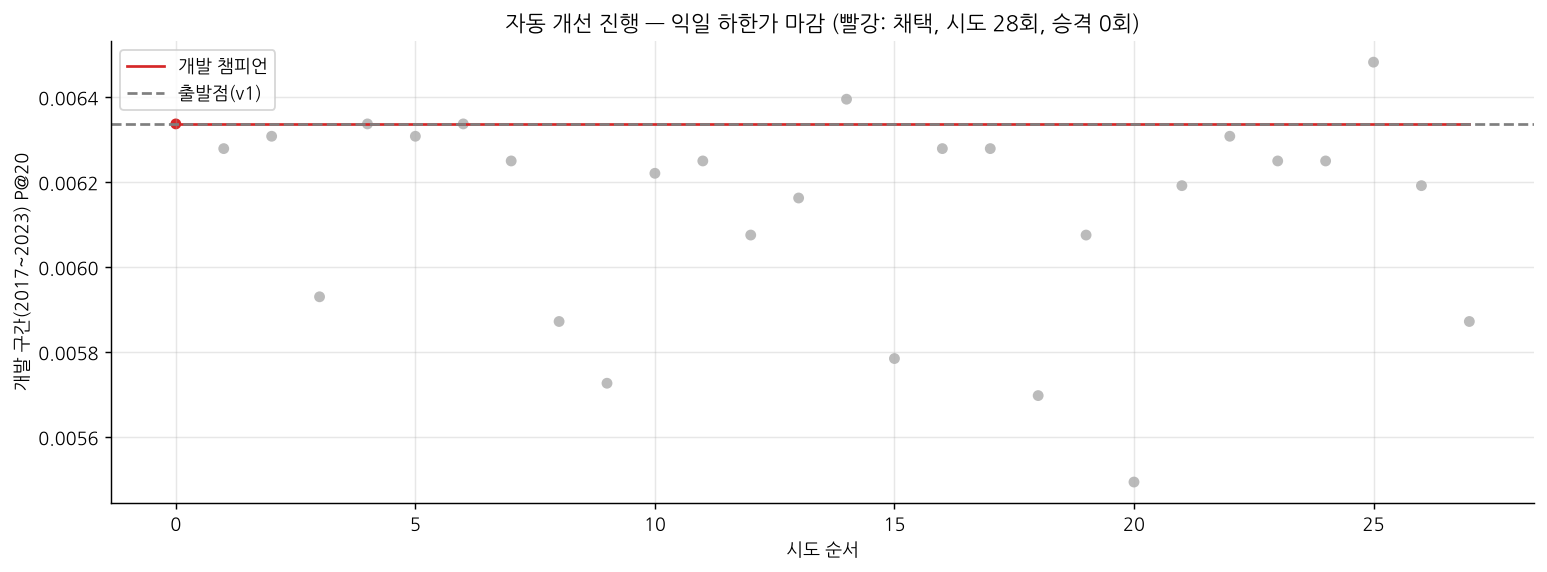 자동 개선 진행 — 익일 하한가 마감 (빨강: 채택, 시도 28회, 승격 0회)
개발 챔피언
출발점(v1)
개발 구간(2017~2023) P@20
0.0064
0.0062
0.0060
0.0058
0.0056
0
5
10
15
20
25
시도 순서